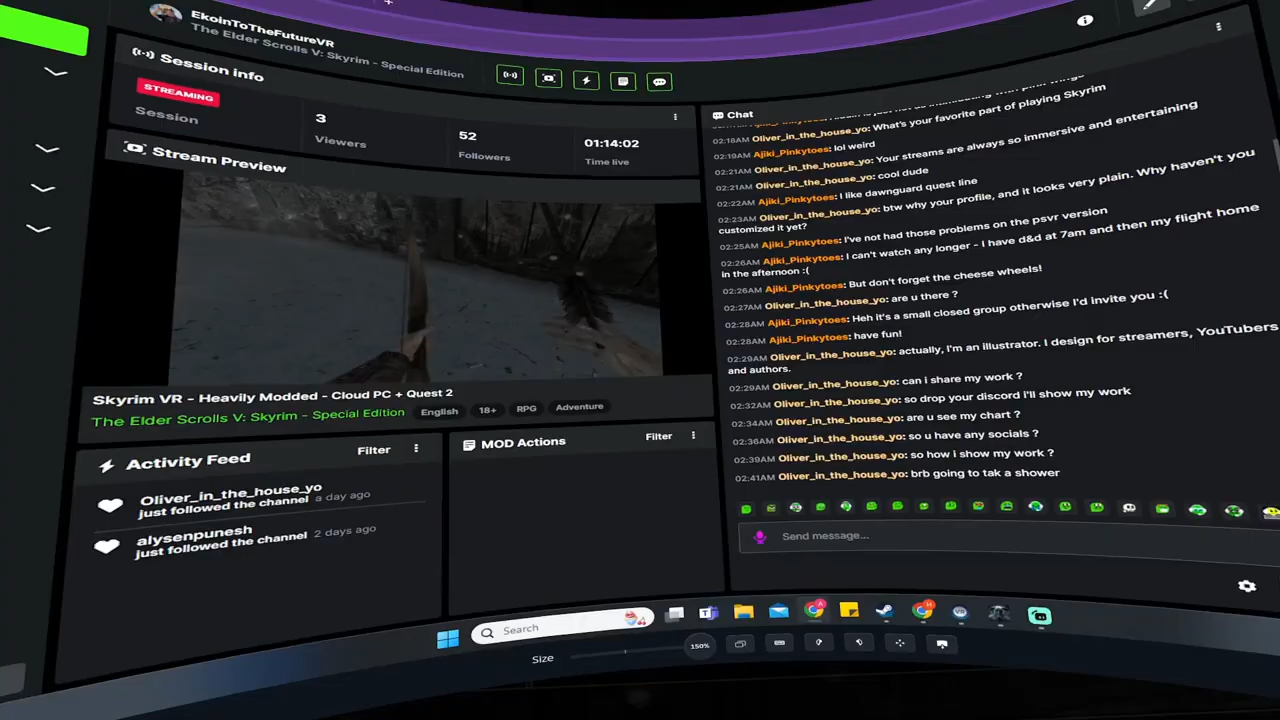 EkoinToTheFutureVR
The Elder Scrolls V: Skyrim - Special Edition
Session info
STREAMING
Session
3
Viewers
52
Followers
01:14:02
Time live
Stream Preview
Skyrim VR - Heavily Modded - Cloud PC + Quest 2
The Elder Scrolls V: Skyrim - Special Edition English 18+ RPG Adventure
Activity Feed Filter
Oliver_in_the_house_yo
just followed the channel a day ago
alysenpunesh
just followed the channel 2 days ago
MOD Actions Filter
Chat
02:18AM Oliver_in_the_house_yo: What's your favorite part of playing Skyrim
02:19AM Ajiki_Pinkytoes: lol weird
02:21AM Oliver_in_the_house_yo: Your streams are always so immersive and entertaining
02:21AM Oliver_in_the_house_yo: cool dude
02:22AM Ajiki_Pinkytoes: I like dawnguard quest line
02:23AM Oliver_in_the_house_yo: btw why your profile, and it looks very plain. Why haven't you
customized it yet?
02:25AM Ajiki_Pinkytoes: I've not had those problems on the psvr version
02:26AM Ajiki_Pinkytoes: I can't watch any longer - I have d&d at 7am and then my flight home
in the afternoon :(
02:26AM Ajiki_Pinkytoes: But don't forget the cheese wheels!
02:27AM Oliver_in_the_house_yo: are u there ?
02:28AM Ajiki_Pinkytoes: Heh it's a small closed group otherwise I'd invite you :(
02:28AM Ajiki_Pinkytoes: have fun!
02:29AM Oliver_in_the_house_yo: actually, I'm an illustrator. I design for streamers, YouTubers
and authors.
02:29AM Oliver_in_the_house_yo: can i share my work ?
02:32AM Oliver_in_the_house_yo: so drop your discord I'll show my work
02:34AM Oliver_in_the_house_yo: are u see my chart ?
02:36AM Oliver_in_the_house_yo: so u have any socials ?
02:39AM Oliver_in_the_house_yo: so how i show my work ?
02:41AM Oliver_in_the_house_yo: brb going to tak a shower
Send message...
Search
Size
150%